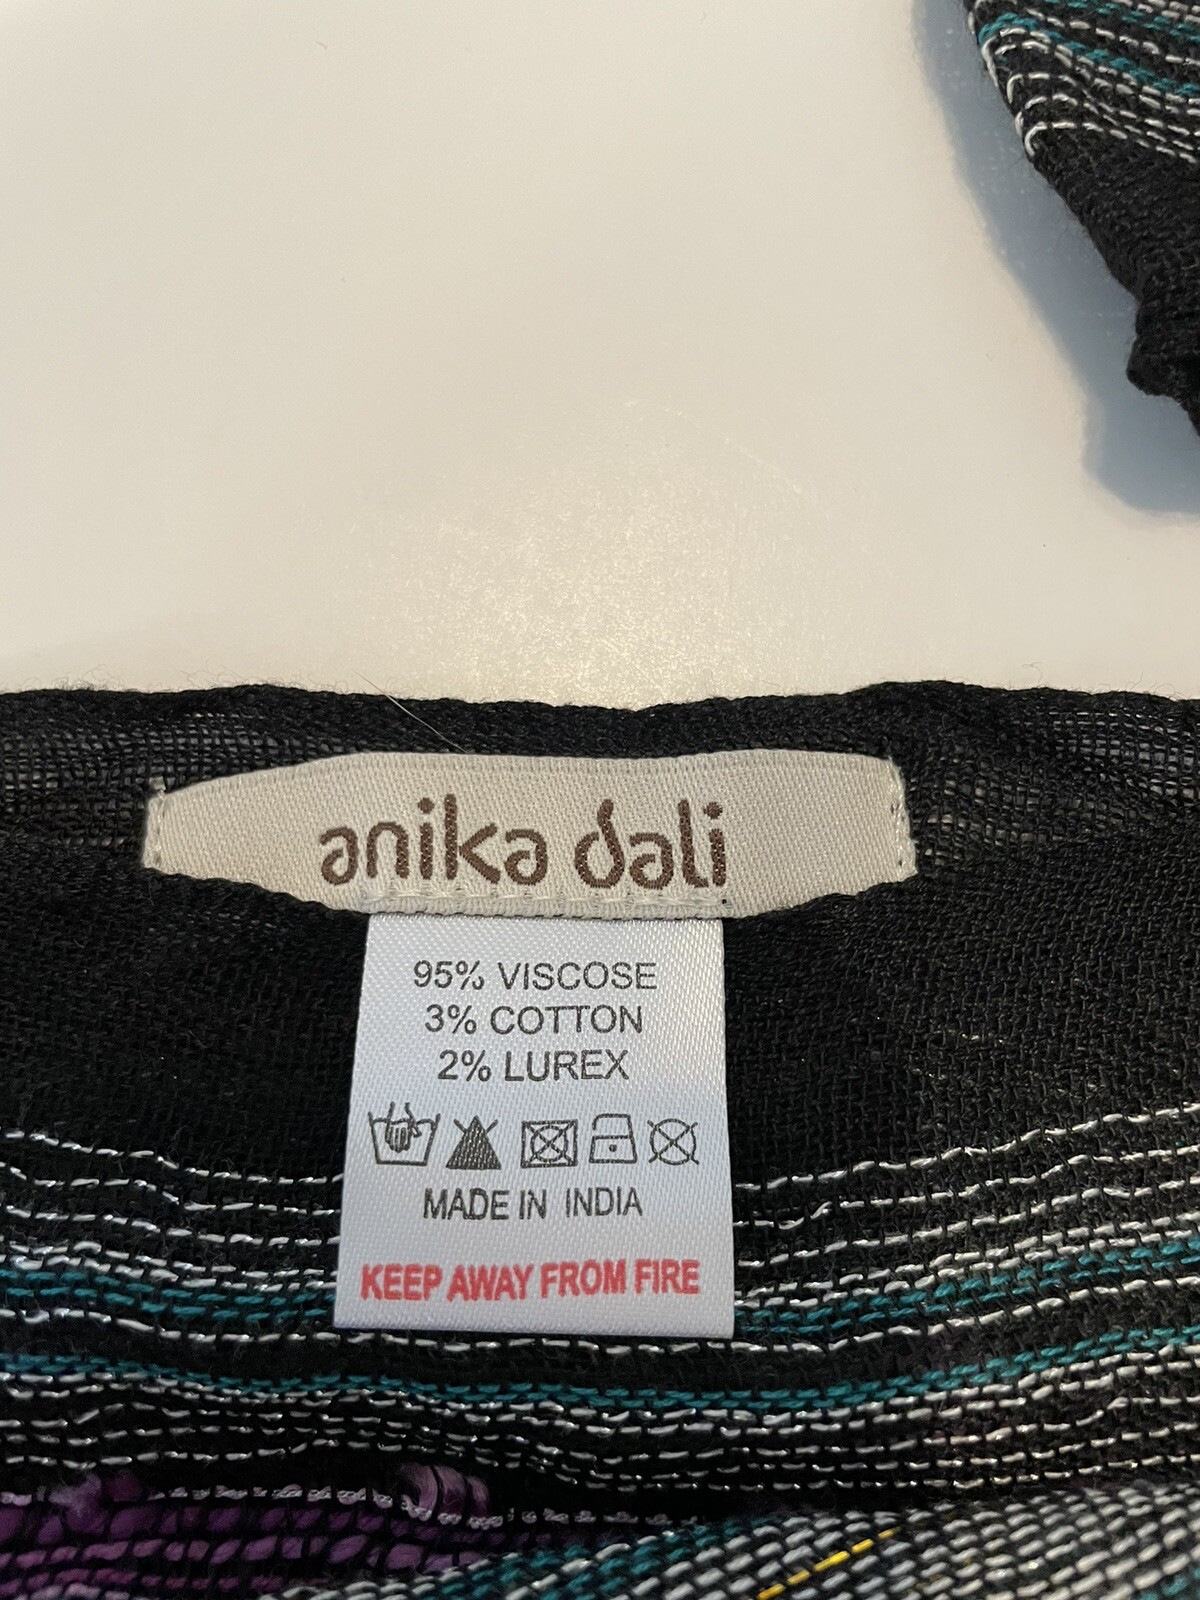 anika dali
95% VISCOSE
3% COTTON
2% LUREX
MADE IN INDIA
KEEP AWAY FROM FIRE